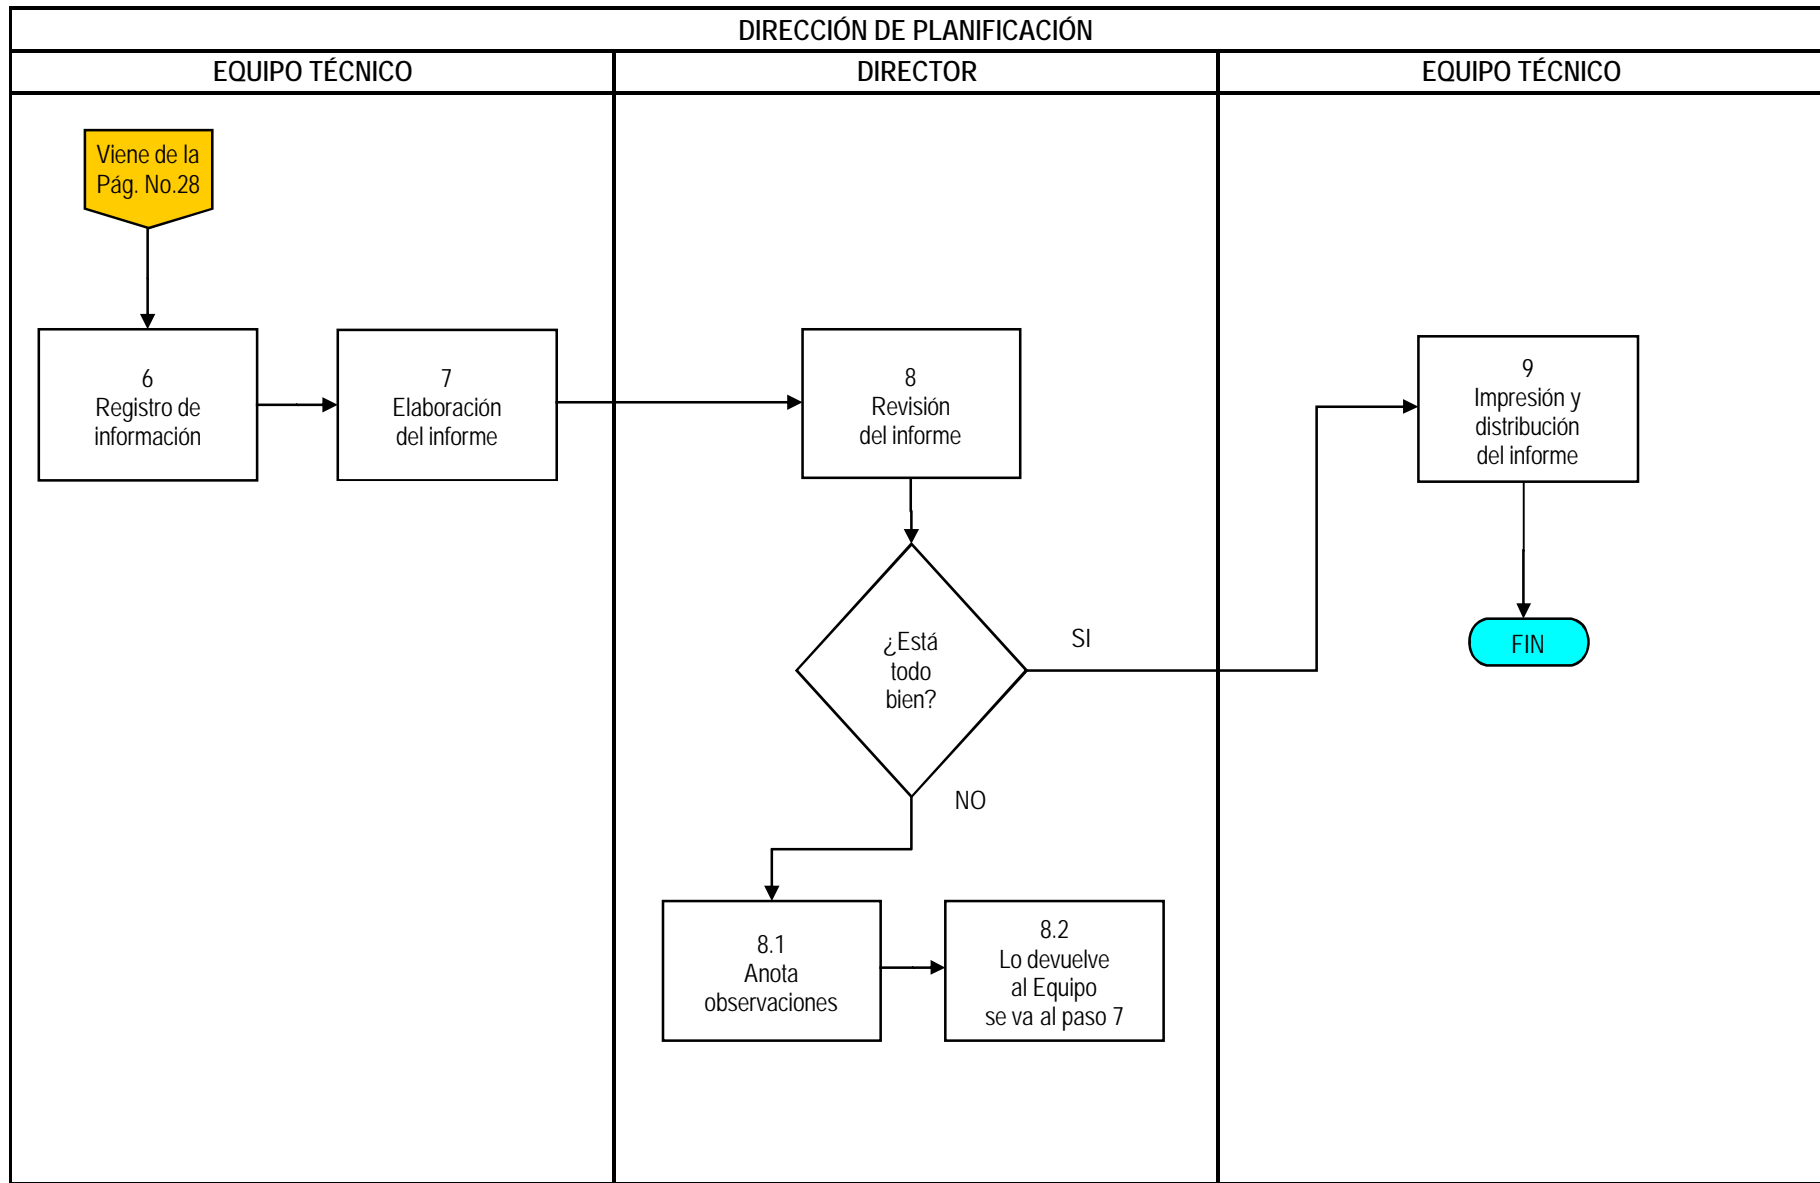 DIRECCIÓN DE PLANIFICACIÓN
EQUIPO TÉCNICO
DIRECTOR
EQUIPO TÉCNICO
Viene de la
Pág. No.28
6
Registro de
información
7
Elaboración
del informe
8
Revisión
del informe
9
Impresión y
distribución
del informe
¿Está
todo
bien?
SI
FIN
NO
8.1
Anota
observaciones
8.2
Lo devuelve
al Equipo
se va al paso 7